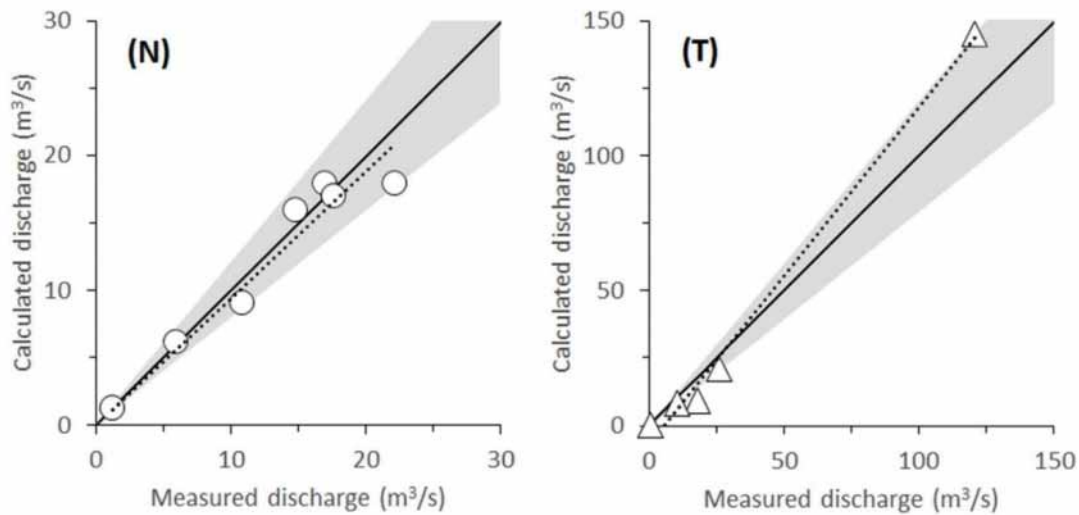 (N)
Calculated discharge (m³/s)
30
20
10
0
0 10 20 30
Measured discharge (m³/s)
(T)
Calculated discharge (m³/s)
150
100
50
0
0 50 100 150
Measured discharge (m³/s)